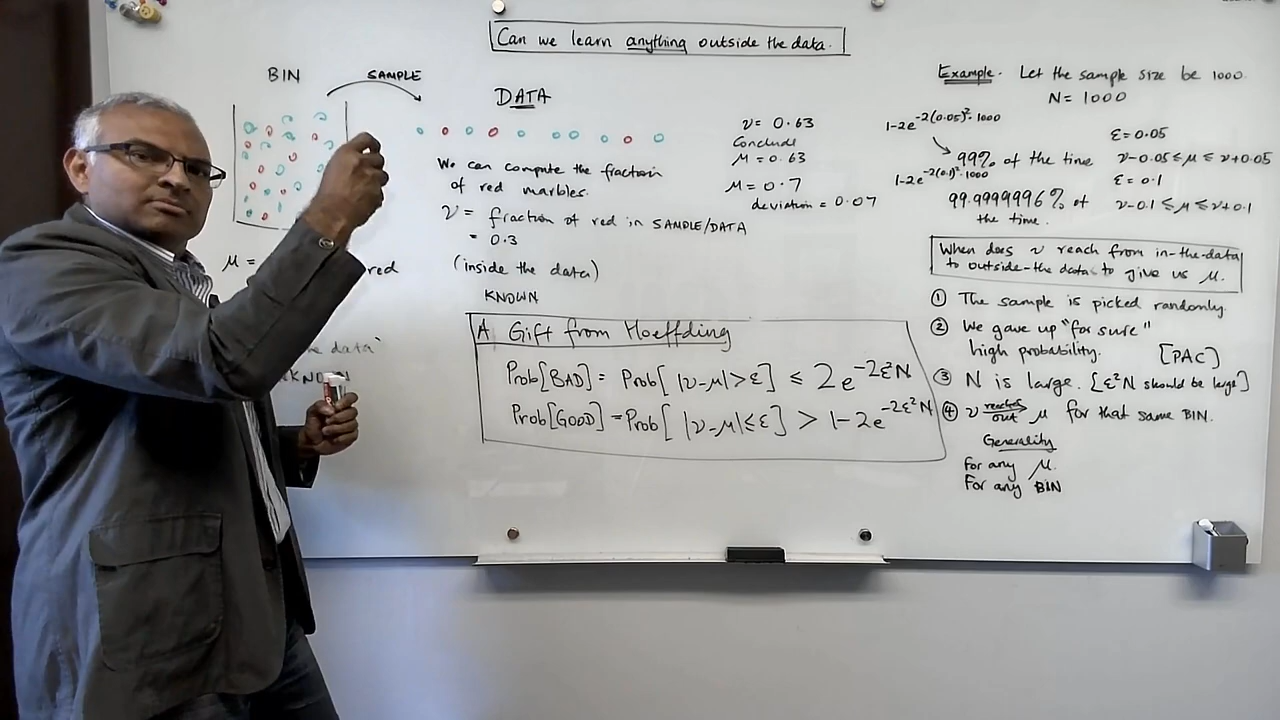 Can we learn anything outside the data.
BIN
SAMPLE
DATA
We can compute the fraction
of red marbles.
ν = fraction of red in SAMPLE/DATA
= 0.3
(inside the data)
KNOWN
μ =
red
data"
ν = 0.63
Conclude
μ = 0.63
μ = 0.7
deviation = 0.07
A Gift from Hoeffding
Prob[BAD] = Prob[ |ν-μ|>ε] ≤ 2e^{-2ε²N}
Prob[GOOD] = Prob[ |ν-μ|≤ε] > 1-2e^{-2ε²N}
Example. Let the sample size be 1000.
N = 1000
1-2e^{-2(0.05)²·1000}
ε = 0.05
99% of the time ν-0.05≤μ≤ν+0.05
1-2e^{-2(0.1)²·1000}
ε = 0.1
99.9999996% of ν-0.1≤μ≤ν+0.1
the time.
When does ν reach from in-the-data
to outside-the data to give us μ.
① The sample is picked randomly.
② We gave up "for sure"
high probability. [PAC]
③ N is large. [ε²N should be large]
④ ν reaches out → μ for that same BIN.
Generality
For any μ.
For any BIN